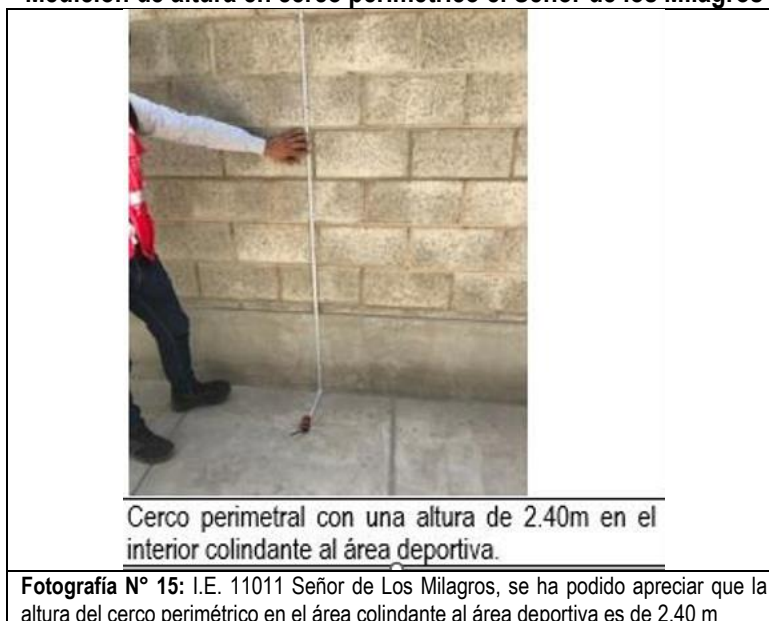 Medición de altura en cerco perimétrico el Señor de los Milagros
Cerco perimetral con una altura de 2.40m en el
interior colindante al área deportiva.
Fotografía N° 15: I.E. 11011 Señor de Los Milagros, se ha podido apreciar que la
altura del cerco perimétrico en el área colindante al área deportiva es de 2.40 m